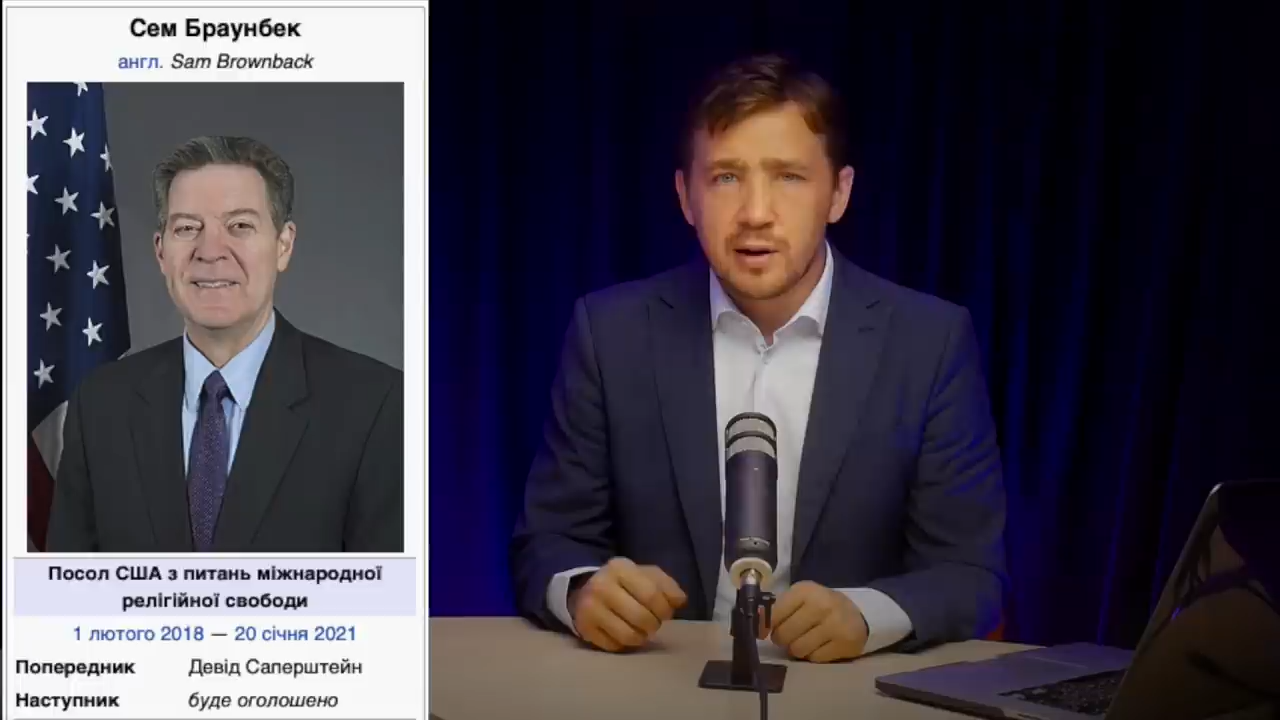 Сем Браунбек
англ. Sam Brownback
Посол США з питань міжнародної
релігійної свободи
1 лютого 2018 — 20 січня 2021
Попередник Девід Саперштейн
Наступник буде оголошено